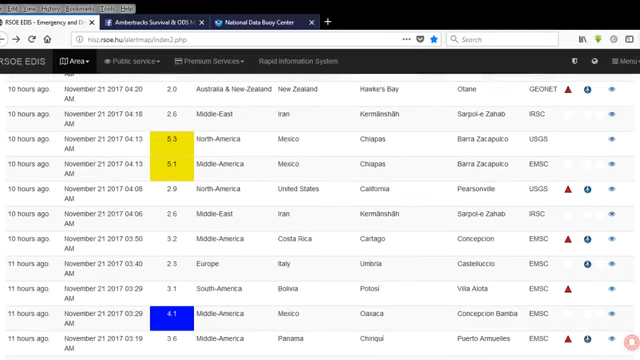 File Edit View History Bookmarks Tools Help
RSOE EDIS - Emergency and Di
Ambertracks Survival & ODS M
National Data Buoy Center
hisz.rsoe.hu/alertmap/index2.php
RSOE EDIS Area Public service Premium Services Rapid Information System Menu
AM
10 hours ago. November 21 2017 04:20 AM 2.0 Australia & New-Zealand New Zealand Hawke's Bay Otane GEONET
10 hours ago. November 21 2017 04:18 AM 2.6 Middle-East Iran Kermānshāh Sarpol-e Zahab IRSC
10 hours ago. November 21 2017 04:13 AM 5.3 North-America Mexico Chiapas Barra Zacapulco USGS
10 hours ago. November 21 2017 04:13 AM 5.1 Middle-America Mexico Chiapas Barra Zacapulco EMSC
10 hours ago. November 21 2017 04:08 AM 2.9 North-America United States California Pearsonville USGS
10 hours ago. November 21 2017 04:06 AM 2.6 Middle-East Iran Kermānshāh Sarpol-e Zahab IRSC
10 hours ago. November 21 2017 03:50 AM 3.2 Middle-America Costa Rica Cartago Concepcion EMSC
11 hours ago. November 21 2017 03:40 AM 2.3 Europe Italy Umbria Castelluccio EMSC
11 hours ago. November 21 2017 03:29 AM 3.1 South-America Bolivia Potosí Villa Alota EMSC
11 hours ago. November 21 2017 03:29 AM 4.1 Middle-America Mexico Oaxaca Concepcion Bamba EMSC
11 hours ago. November 21 2017 03:19 AM 3.6 Middle-America Panama Chiriquí Puerto Armuelles EMSC